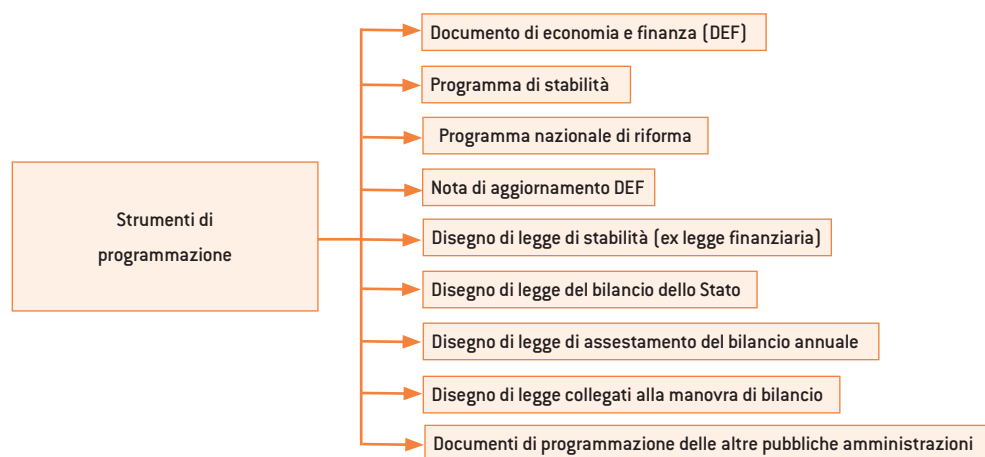 Strumenti di
programmazione
Documento di economia e finanza (DEF)
Programma di stabilità
Programma nazionale di riforma
Nota di aggiornamento DEF
Disegno di legge di stabilità (ex legge finanziaria)
Disegno di legge del bilancio dello Stato
Disegno di legge di assestamento del bilancio annuale
Disegno di legge collegati alla manovra di bilancio
Documenti di programmazione delle altre pubbliche amministrazioni